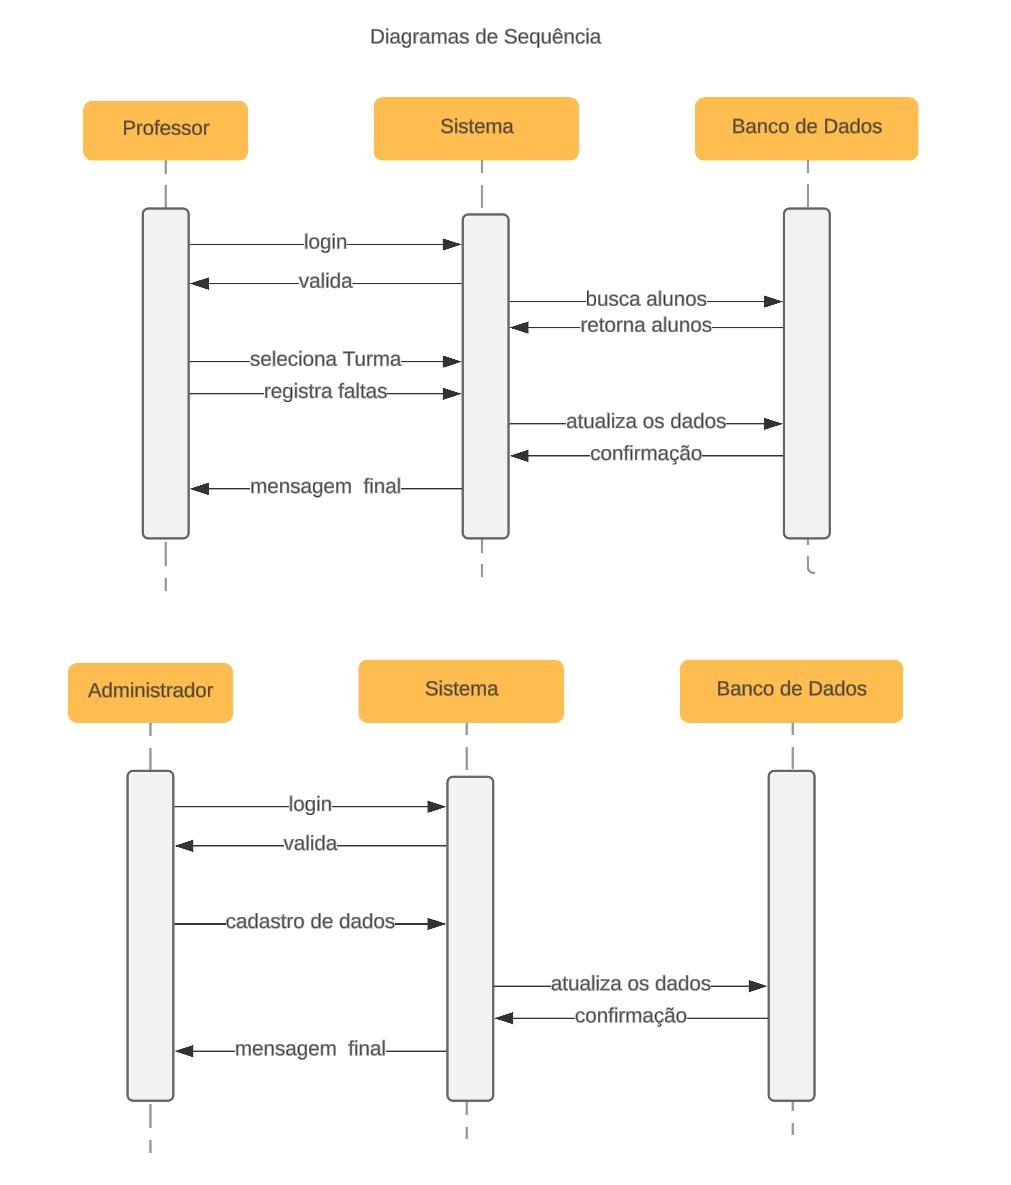 Diagramas de Sequência
Professor
Sistema
Banco de Dados
login
valida
busca alunos
retorna alunos
seleciona Turma
registra faltas
atualiza os dados
confirmação
mensagem  final
Administrador
Sistema
Banco de Dados
login
valida
cadastro de dados
atualiza os dados
confirmação
mensagem  final